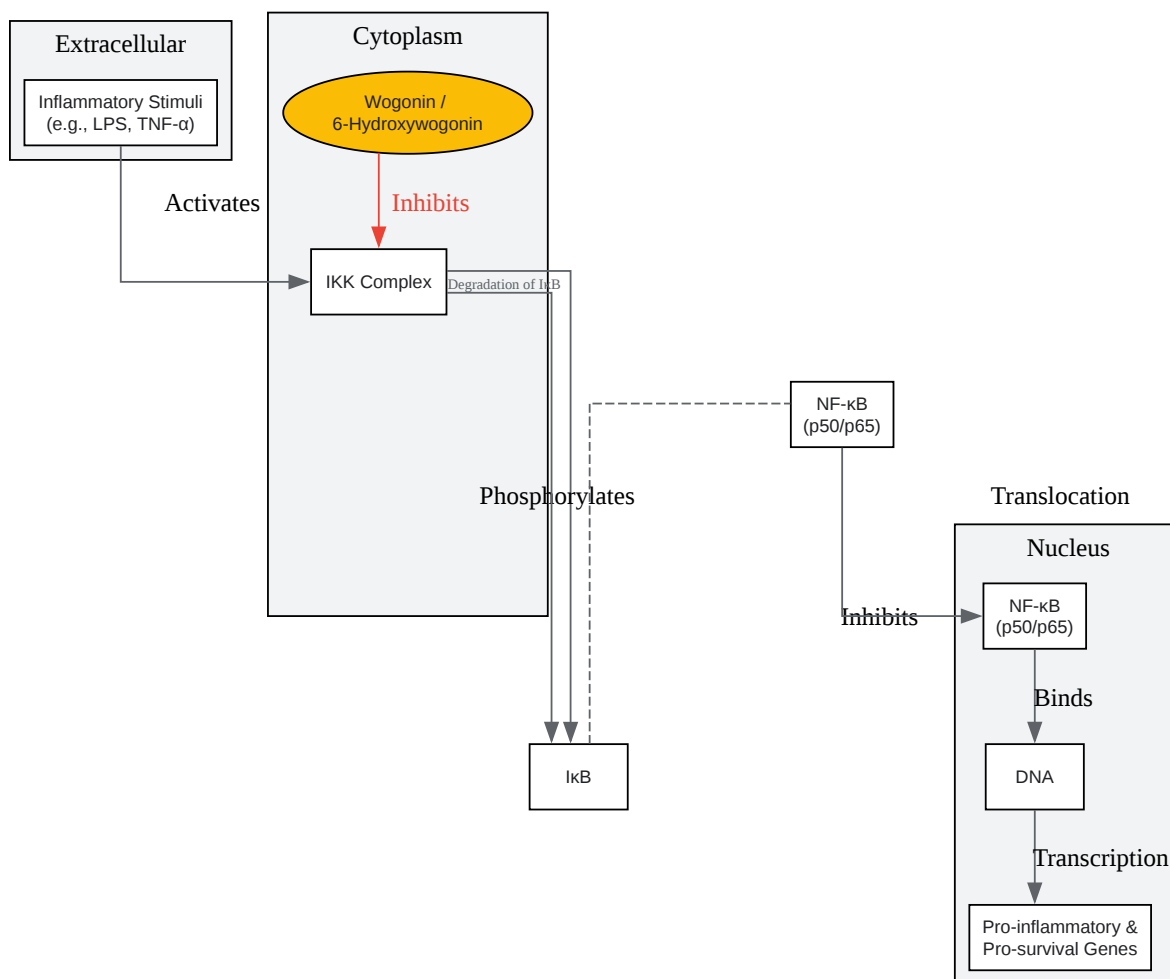 Extracellular
Inflammatory Stimuli
(e.g., LPS, TNF-α)
Activates
Cytoplasm
Wogonin /
6-Hydroxywogonin
Inhibits
IKK Complex
Degradation of IκB
Phosphorylates
IκB
NF-κB
(p50/p65)
Inhibits
Translocation
Nucleus
NF-κB
(p50/p65)
Binds
DNA
Transcription
Pro-inflammatory &
Pro-survival Genes